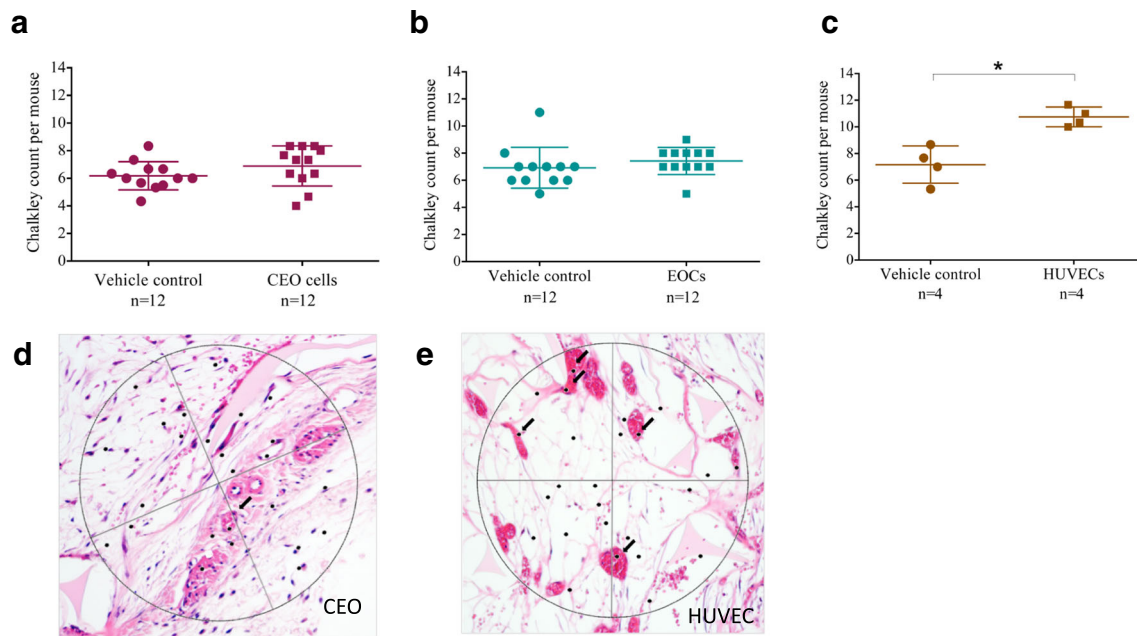 a
Chalkley count per mouse
14
12
10
8
6
4
2
0
Vehicle control
n=12
CEO cells
n=12
b
Chalkley count per mouse
14
12
10
8
6
4
2
0
Vehicle control
n=12
EOCs
n=12
c
Chalkley count per mouse
14
12
10
8
6
4
2
0
*
Vehicle control
n=4
HUVECs
n=4
d
CEO
e
HUVEC